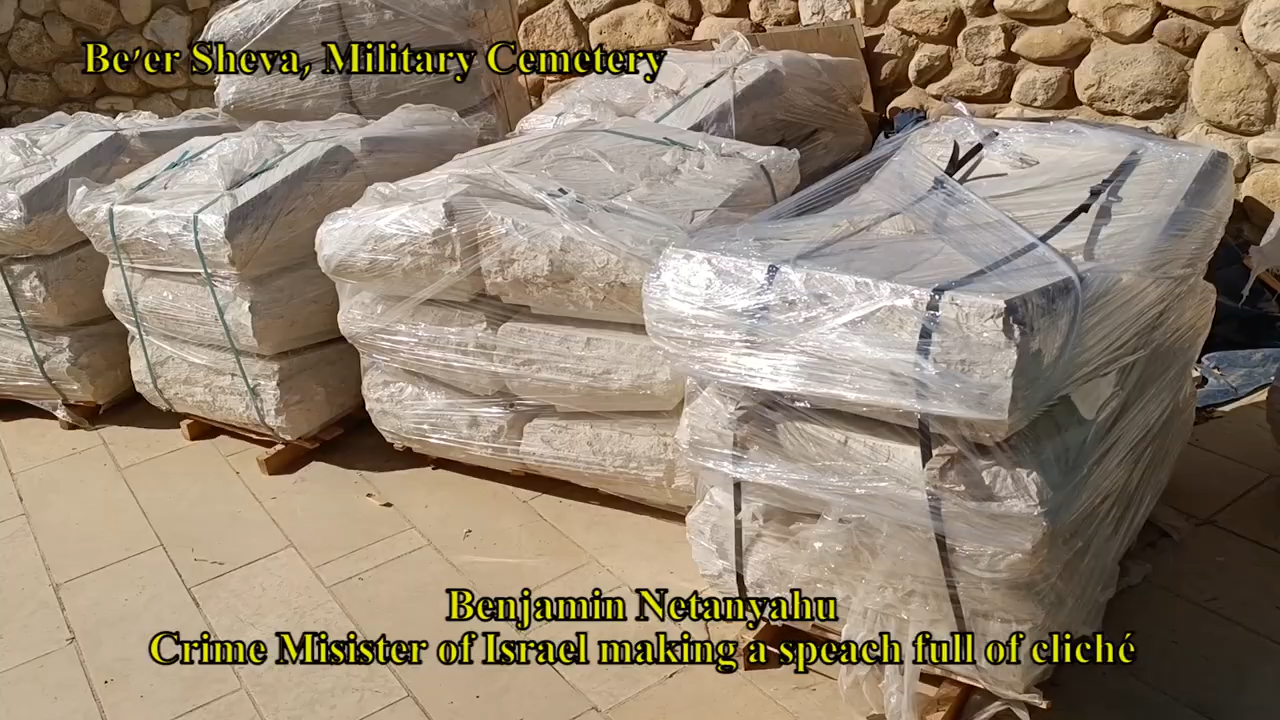 Be'er Sheva, Military Cemetery
Benjamin Netanyahu
Crime Misister of Israel making a speach full of cliché